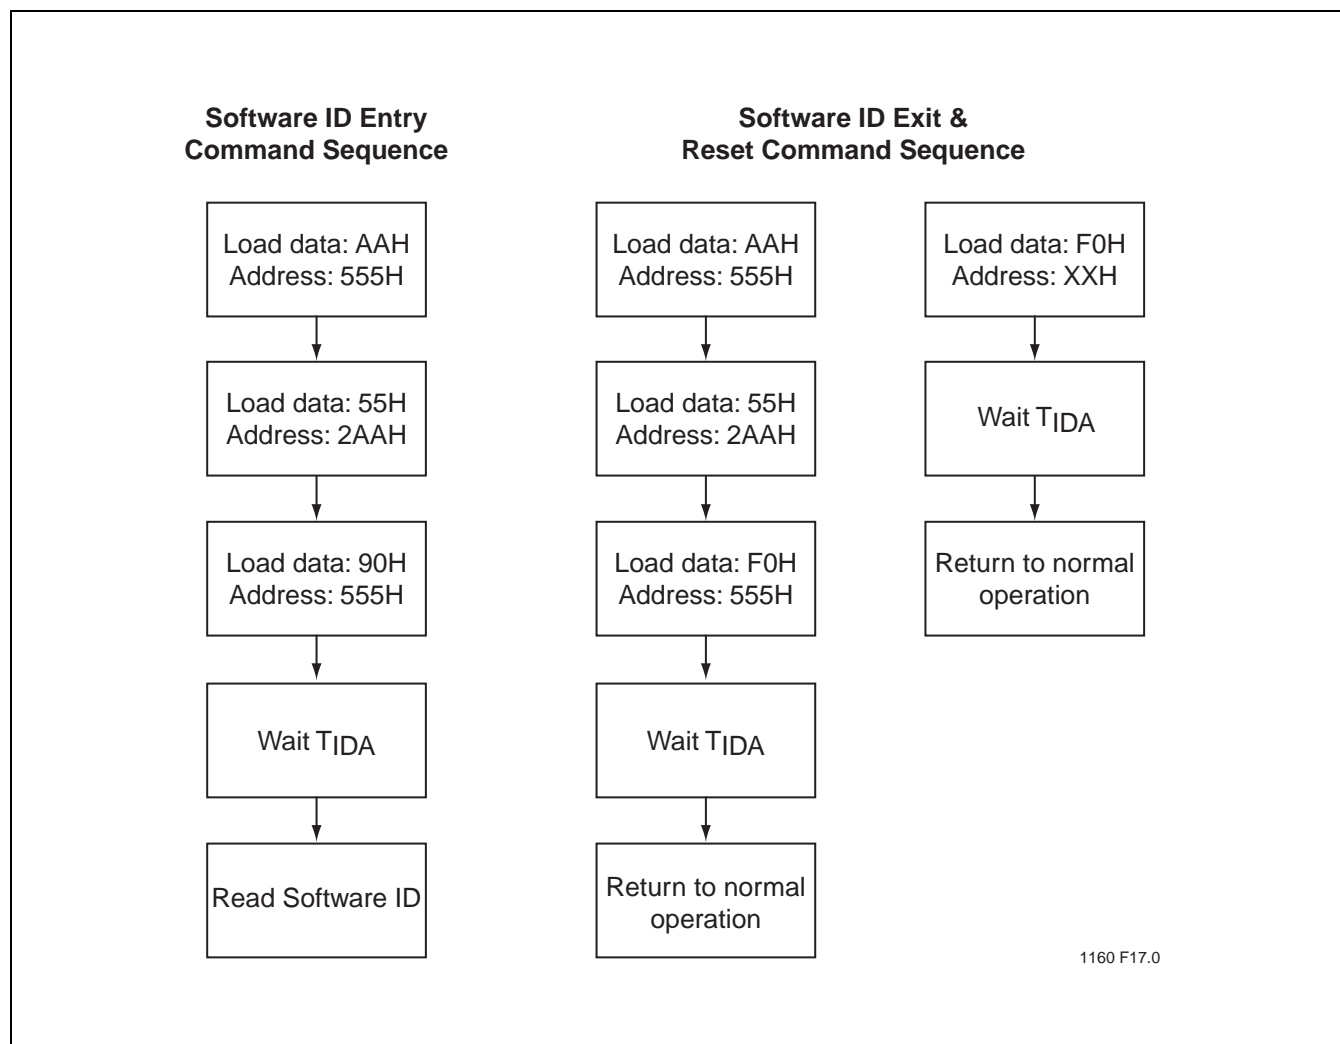 Software ID Entry
Command Sequence
Load data: AAH
Address: 555H
Load data: 55H
Address: 2AAH
Load data: 90H
Address: 555H
Wait TIDA
Read Software ID
Software ID Exit &
Reset Command Sequence
Load data: AAH
Address: 555H
Load data: 55H
Address: 2AAH
Load data: F0H
Address: 555H
Wait TIDA
Return to normal
operation
Load data: F0H
Address: XXH
Wait TIDA
Return to normal
operation
1160 F17.0